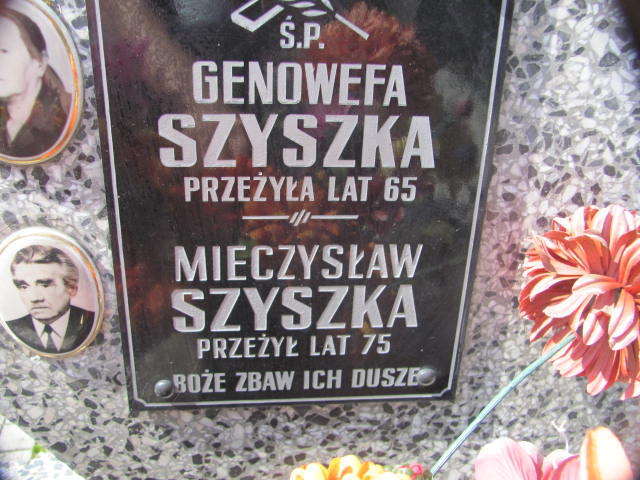 Ś.P.
GENOWEFA
SZYSZKA
PRZEŻYŁA LAT 65
MIECZYSŁAW
SZYSZKA
PRZEŻYŁ LAT 75
BOŻE ZBAW ICH DUSZE